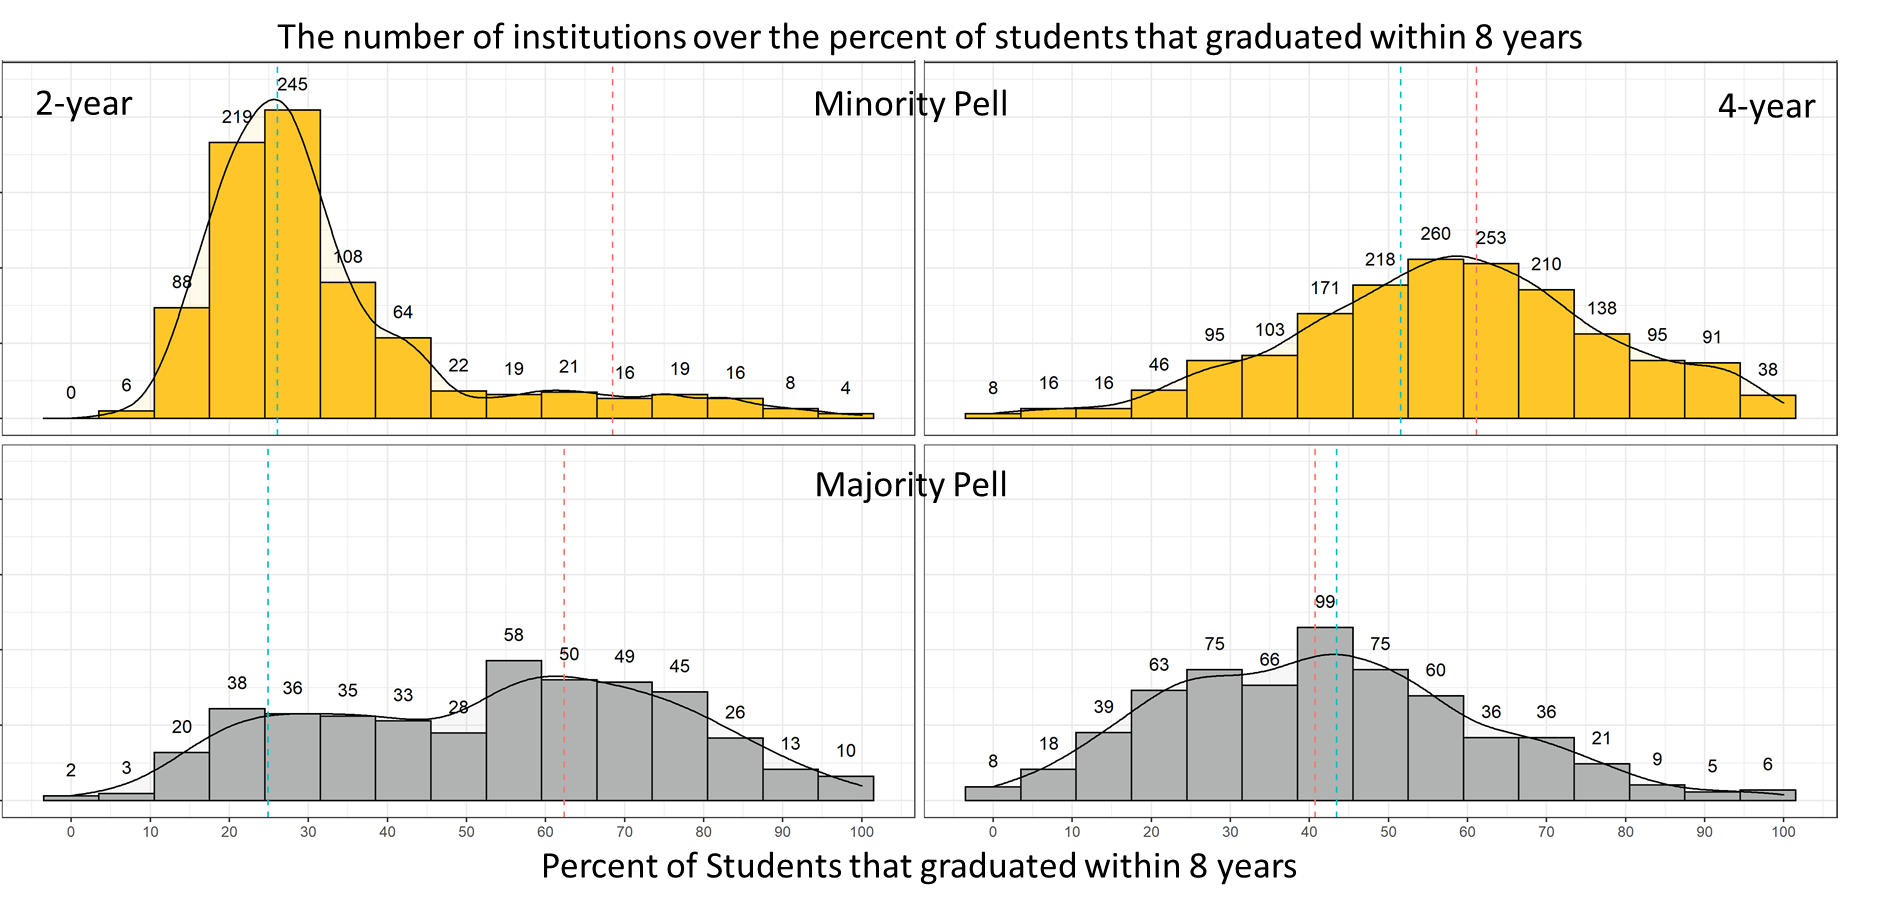 The number of institutions over the percent of students that graduated within 8 years
2-year
Minority Pell
4-year
0 6 88 219 245 108 64 22 19 21 16 19 16 8 4
8 16 16 46 95 103 171 218 260 253 210 138 95 91 38
Majority Pell
2 3 20 38 36 35 33 28 58 50 49 45 26 13 10
8 18 39 63 75 66 99 75 60 36 36 21 9 5 6
0 10 20 30 40 50 60 70 80 90 100
0 10 20 30 40 50 60 70 80 90 100
Percent of Students that graduated within 8 years